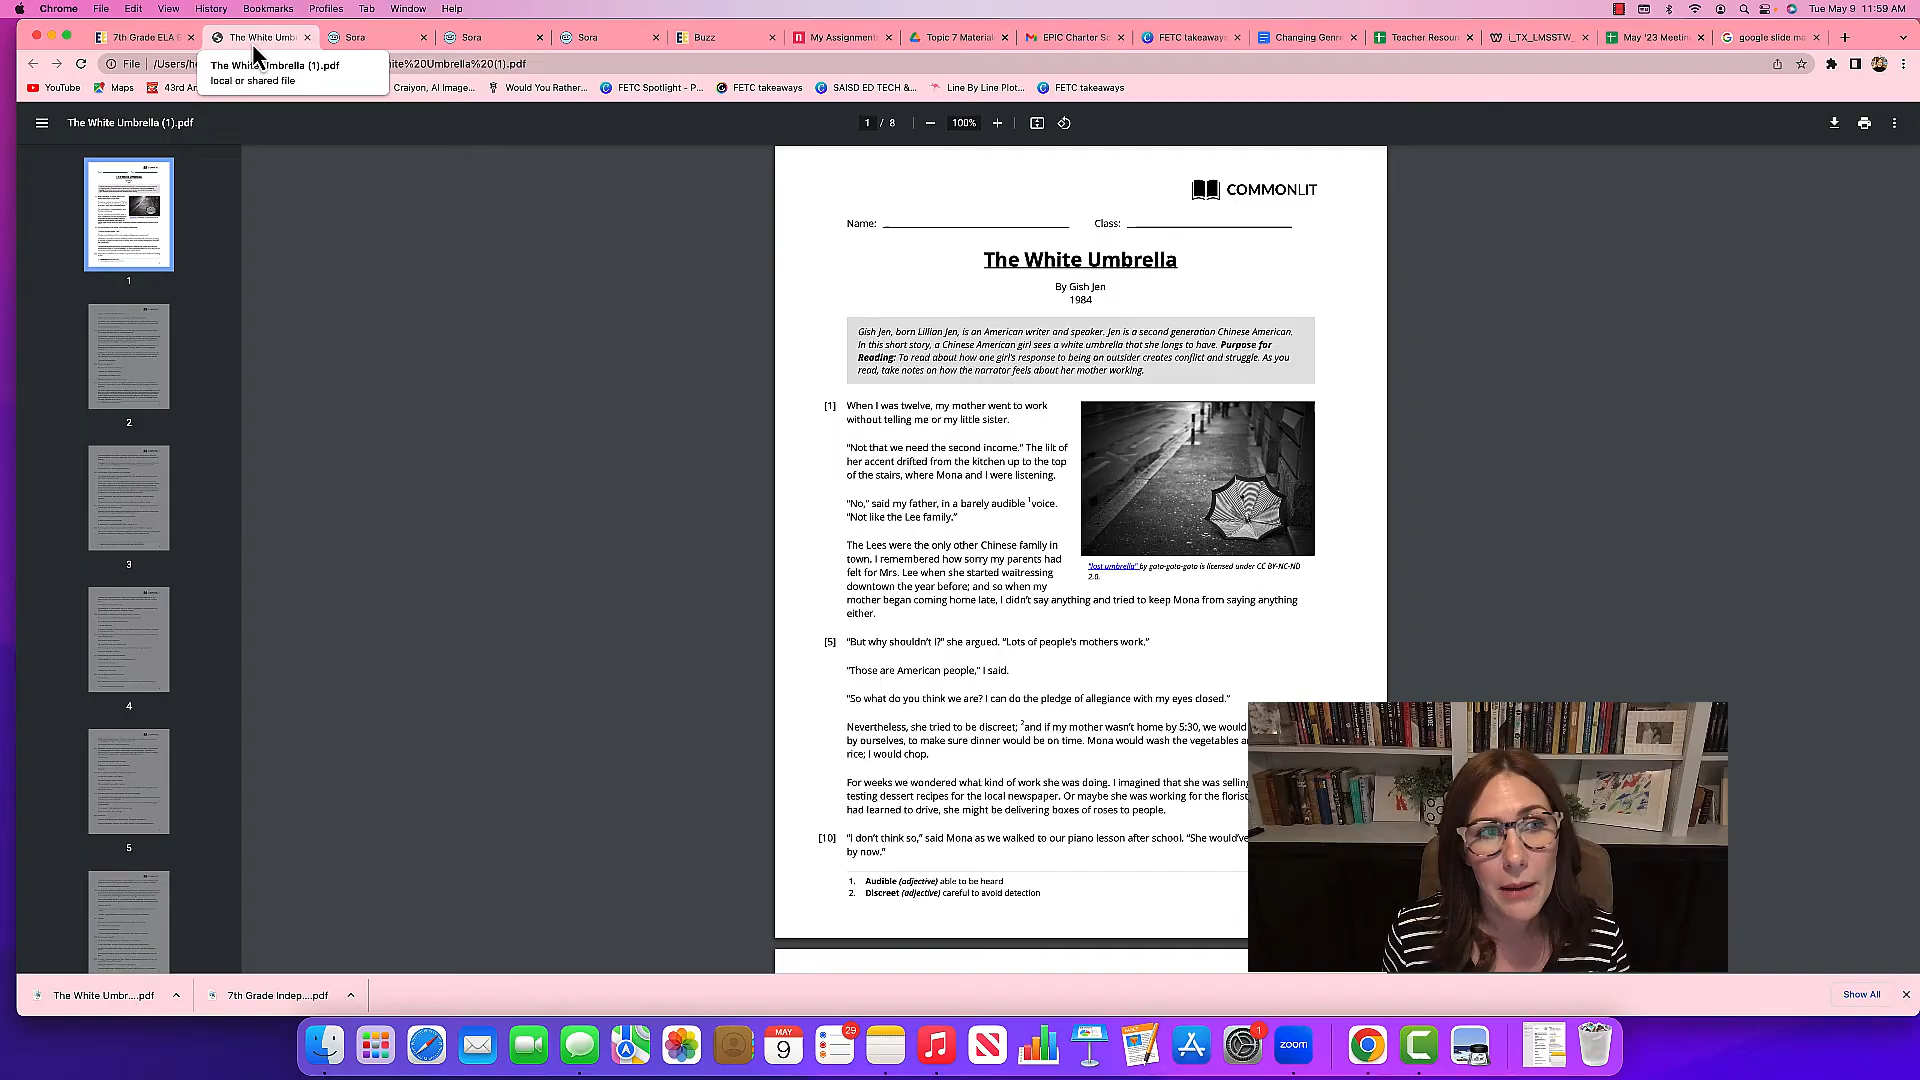 Chrome File Edit View History Bookmarks Profiles Tab Window Help
Tue May 9 11:59 AM
7th Grade ELA
The White Umb
Sora
Sora
Sora
Buzz
My Assignment
Topic 7 Material
EPIC Charter Sc
FETC takeaways
Changing Genre
Teacher Resour
i_TX_LMSSTW_
May '23 Meetin
google slide ma
File
The White Umbrella (1).pdf
local or shared file
YouTube
Maps
43rd An
Craiyon, AI Image...
Would You Rather...
FETC Spotlight - P...
FETC takeaways
SAISD ED TECH &...
Line By Line Plot...
FETC takeaways
The White Umbrella (1).pdf
1 / 8
100%
1
2
3
4
5
COMMONLIT
Name:
Class:
The White Umbrella
By Gish Jen
1984
Gish Jen, born Lillian Jen, is an American writer and speaker. Jen is a second generation Chinese American.
In this short story, a Chinese American girl sees a white umbrella that she longs to have. Purpose for
Reading: To read about how one girl's response to being an outsider creates conflict and struggle. As you
read, take notes on how the narrator feels about her mother working.
[1] When I was twelve, my mother went to work
without telling me or my little sister.
"Not that we need the second income." The lilt of
her accent drifted from the kitchen up to the top
of the stairs, where Mona and I were listening.
"No," said my father, in a barely audible 1voice.
"Not like the Lee family."
The Lees were the only other Chinese family in
town. I remembered how sorry my parents had
felt for Mrs. Lee when she started waitressing
downtown the year before; and so when my
mother began coming home late, I didn't say anything and tried to keep Mona from saying anything
either.
"lost umbrella" by gato-gato-gato is licensed under CC BY-NC-ND
2.0.
[5] "But why shouldn't I?" she argued. "Lots of people's mothers work."
"Those are American people," I said.
"So what do you think we are? I can do the pledge of allegiance with my eyes closed."
Nevertheless, she tried to be discreet; 2and if my mother wasn't home by 5:30, we would
by ourselves, to make sure dinner would be on time. Mona would wash the vegetables a
rice; I would chop.
For weeks we wondered what kind of work she was doing. I imagined that she was selling
testing dessert recipes for the local newspaper. Or maybe she was working for the florist
had learned to drive, she might be delivering boxes of roses to people.
[10] "I don't think so," said Mona as we walked to our piano lesson after school. "She would've
by now."
1. Audible (adjective) able to be heard
2. Discreet (adjective) careful to avoid detection
The White Umbr....pdf
7th Grade Indep....pdf
Show All
MAY
9
29
1
zoom